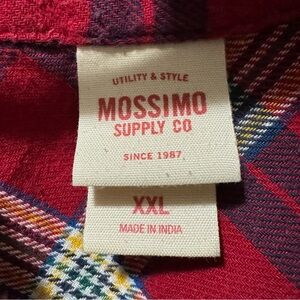 UTILITY & STYLE
MOSSIMO
SUPPLY CO
SINCE 1987
XXL
MADE IN INDIA